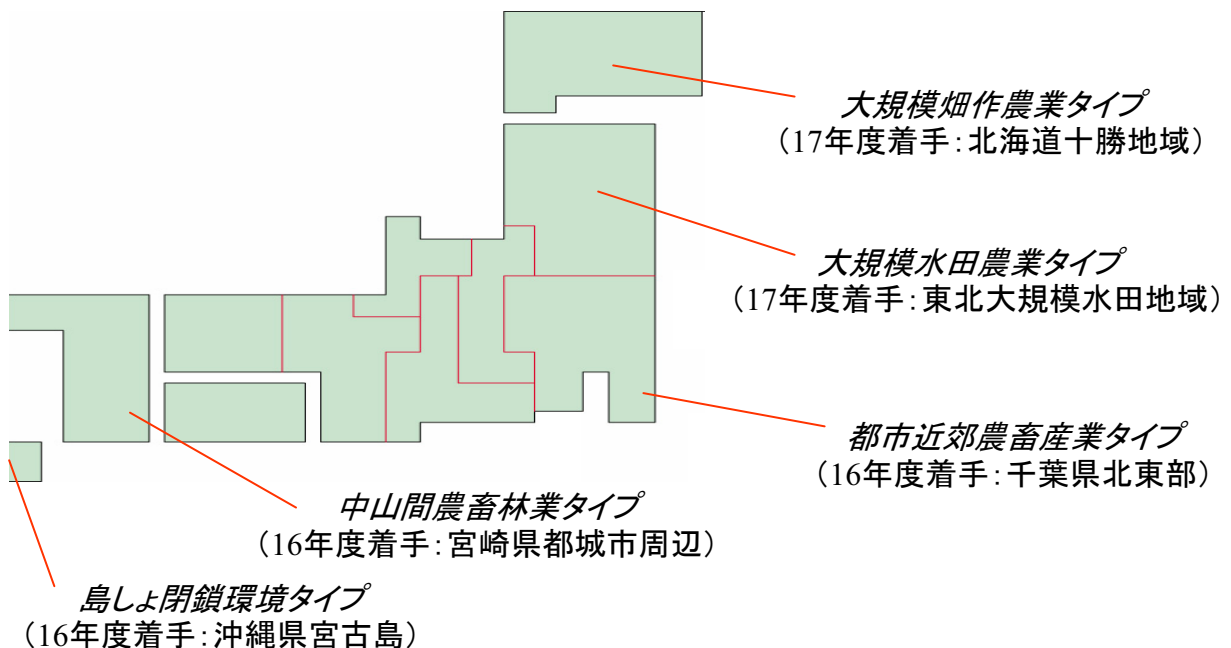 大規模畑作農業タイプ
（17年度着手：北海道十勝地域）
大規模水田農業タイプ
（17年度着手：東北大規模水田地域）
都市近郊農畜産業タイプ
（16年度着手：千葉県北東部）
中山間農畜林業タイプ
（16年度着手：宮崎県都城市周辺）
島しょ閉鎖環境タイプ
（16年度着手：沖縄県宮古島）